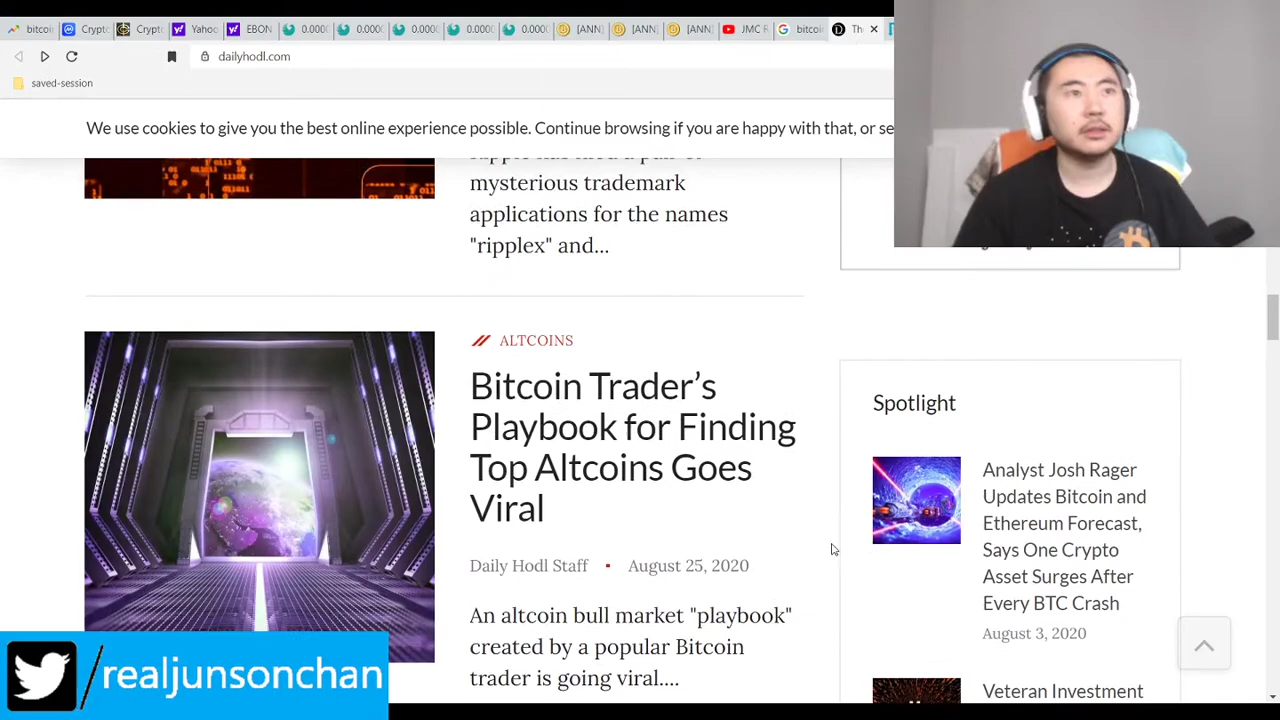 bitcoi
Crypto
Crypto
Yahoo
EBON
0.0000
0.000
0.000
0.000
0.000
[ANN]
[ANN]
[ANN]
JMC R
bitcoi
Th
dailyhodl.com
saved-session
We use cookies to give you the best online experience possible. Continue browsing if you are happy with that, or se
mysterious trademark
applications for the names
"ripplex" and...
ALTCOINS
Bitcoin Trader's
Playbook for Finding
Top Altcoins Goes
Viral
Daily Hodl Staff ▪ August 25, 2020
An altcoin bull market "playbook"
created by a popular Bitcoin
trader is going viral....
Spotlight
Analyst Josh Rager
Updates Bitcoin and
Ethereum Forecast,
Says One Crypto
Asset Surges After
Every BTC Crash
August 3, 2020
Veteran Investment
/realjunsonchan